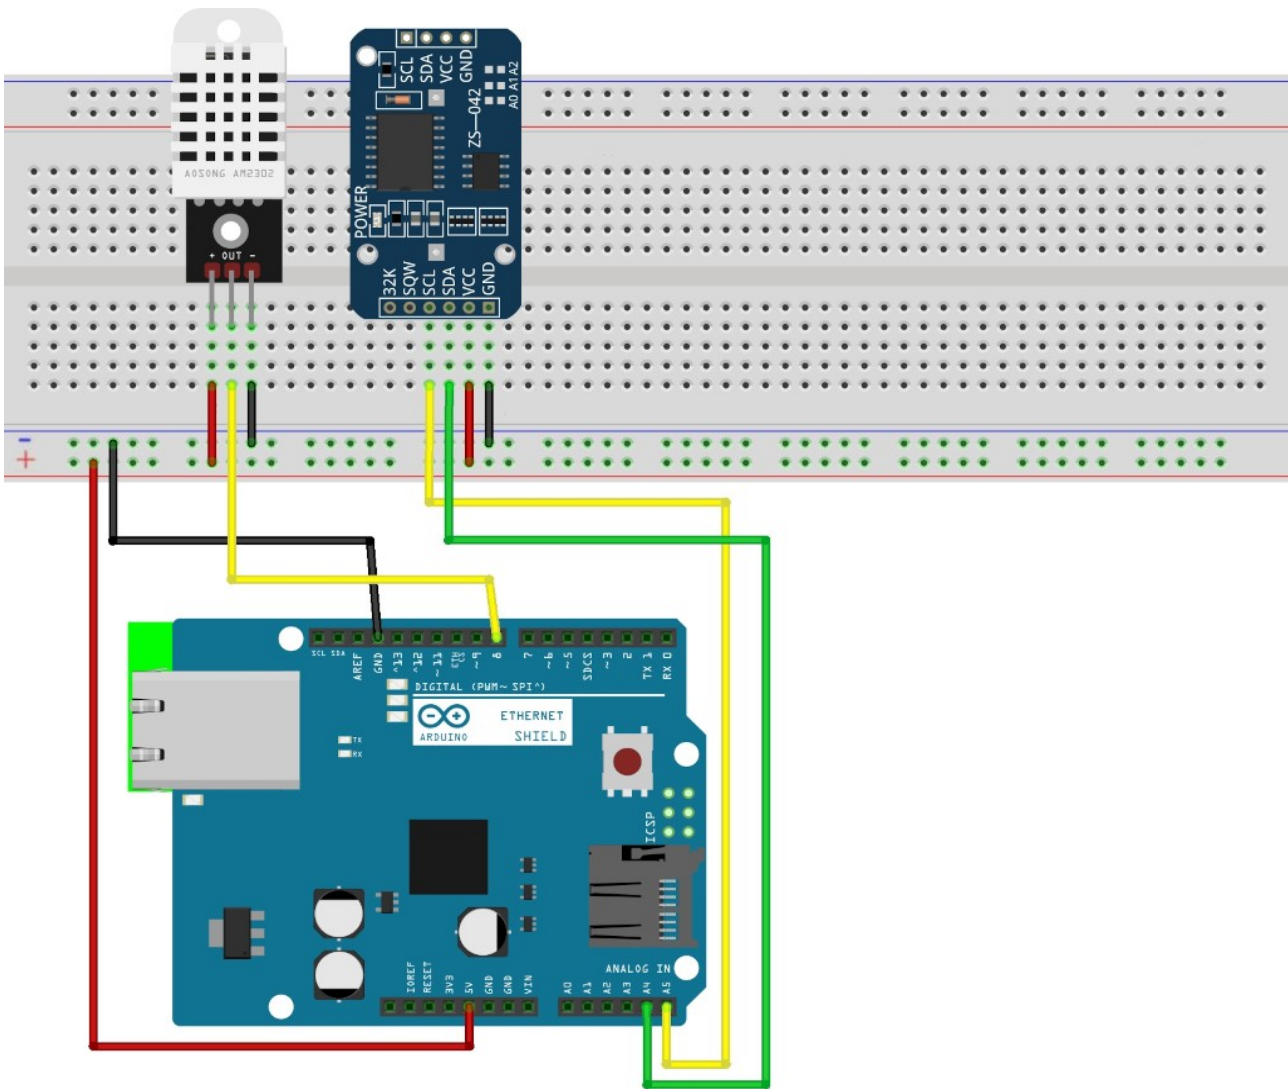 SCL SDA VCC GND
A0 A1 A2
ZS-042
AOSONG AM2302
POWER
+ OUT -
32K SQW SCL SDA VCC GND
-
+
SCL SDA AREF GND ^13 ^12 ~11 ETH CS ~9 8 7 ~6 ~5 SDCS ~3 2 TX 1 RX 0
DIGITAL (PWM~ SPI^)
ETHERNET
ARDUINO SHIELD
TX
RX
ICSP
ANALOG IN
IOREF RESET 3V3 5V GND GND VIN A0 A1 A2 A3 A4 A5